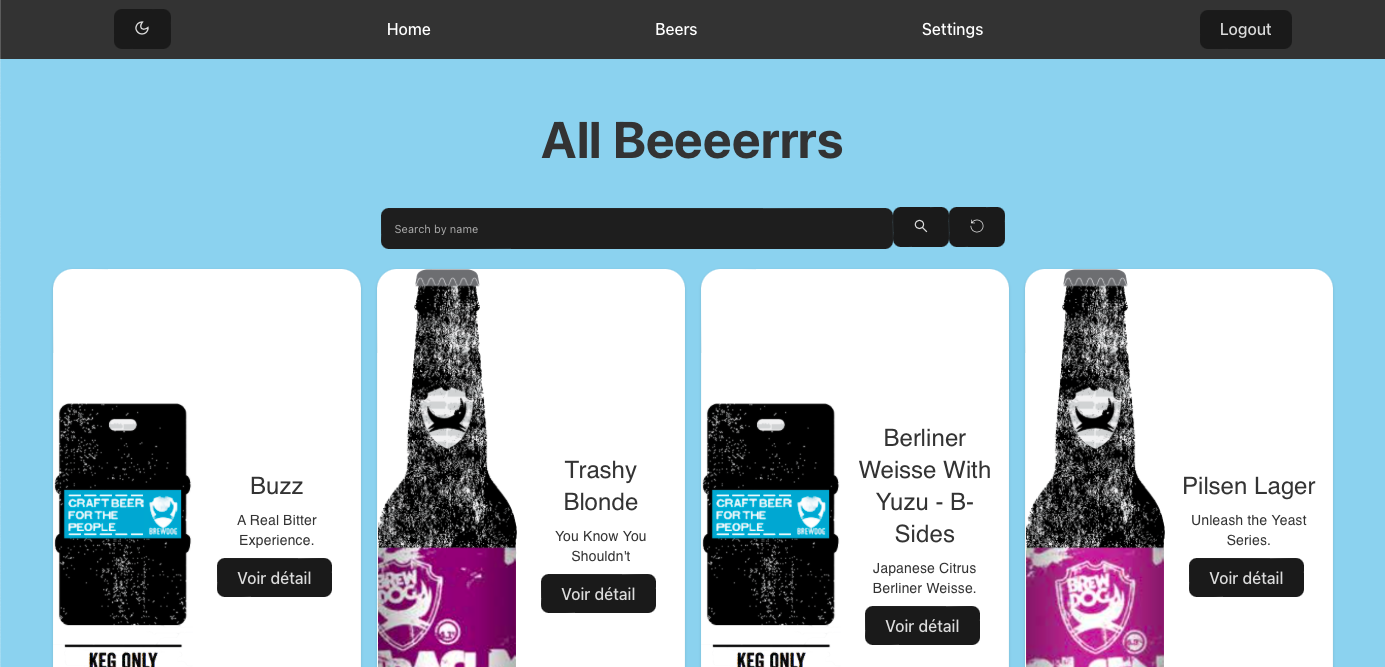 Home
Beers
Settings
Logout
All Beeeerrrs
Search by name
CRAFT BEER
FOR THE
PEOPLE
BREWDOG
KEG ONLY
Buzz
A Real Bitter
Experience.
Voir détail
BREW
DOG
Trashy
Blonde
You Know You
Shouldn't
Voir détail
CRAFT BEER
FOR THE
PEOPLE
BREWDOG
KEG ONLY
Berliner
Weisse With
Yuzu - B-
Sides
Japanese Citrus
Berliner Weisse.
Voir détail
BREW
DOG
Pilsen Lager
Unleash the Yeast
Series.
Voir détail